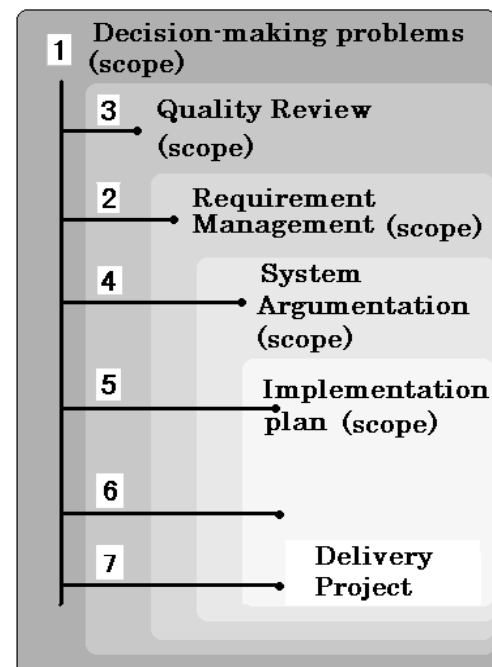 1 Decision-making problems
(scope)
3 Quality Review
(scope)
2 Requirement
Management (scope)
4 System
Argumentation
(scope)
5 Implementation
plan (scope)
6
7 Delivery
Project